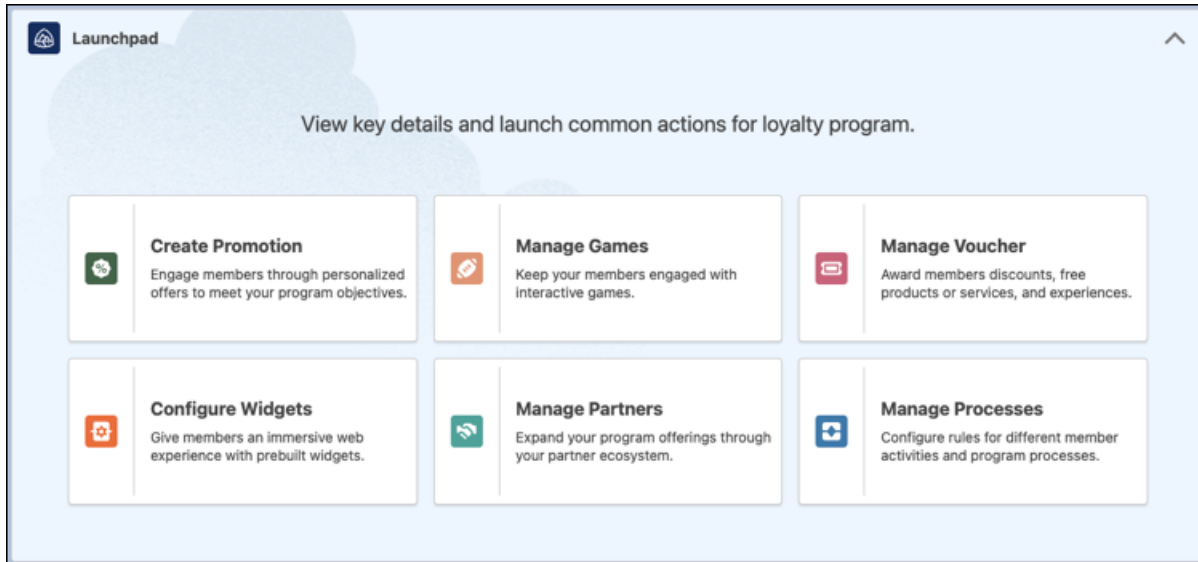 Launchpad
View key details and launch common actions for loyalty program.
Create Promotion
Engage members through personalized
offers to meet your program objectives.
Manage Games
Keep your members engaged with
interactive games.
Manage Voucher
Award members discounts, free
products or services, and experiences.
Configure Widgets
Give members an immersive web
experience with prebuilt widgets.
Manage Partners
Expand your program offerings through
your partner ecosystem.
Manage Processes
Configure rules for different member
activities and program processes.